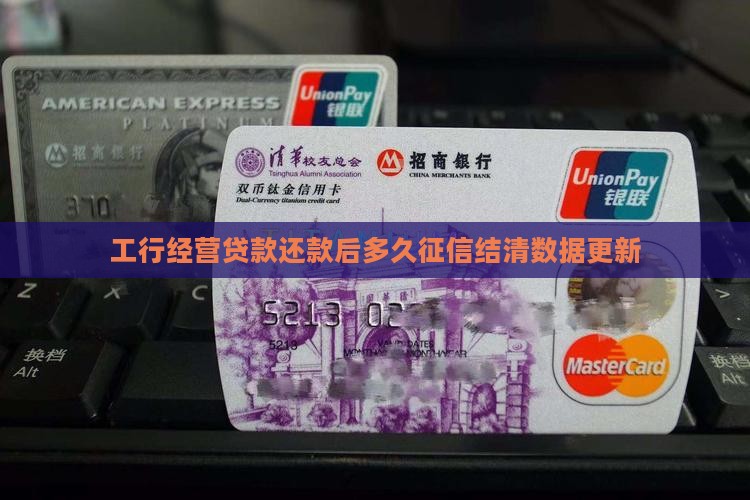 AMERICAN EXPRESS
PLATINUM
UnionPay
银联
招商银行
370
清华校友总会
Tsinghua Alumni Association
招商银行
CHINA MERCHANTS BANK
双币钛金信用卡
Dual-Currency titanium credit card
UnionPay
银联
工行经营贷款还款后多久征信结清数据更新
5213 02
5213
MasterCard
Z
X
换档
Alt
换档
Alt